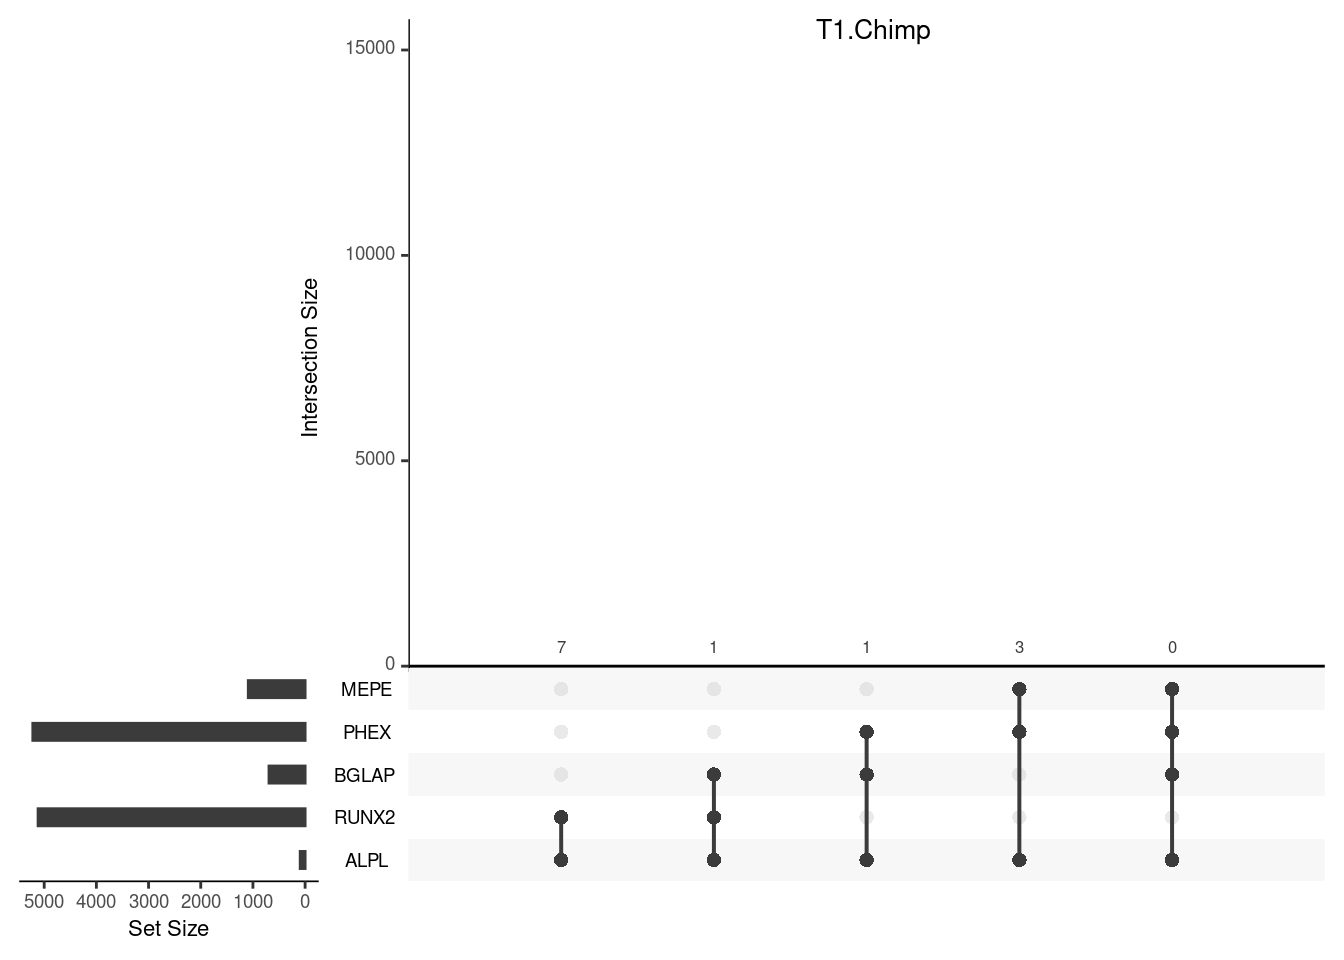 T1.Chimp
15000
10000
5000
0
Intersection Size
7 1 1 3 0
MEPE
PHEX
BGLAP
RUNX2
ALPL
5000 4000 3000 2000 1000 0
Set Size